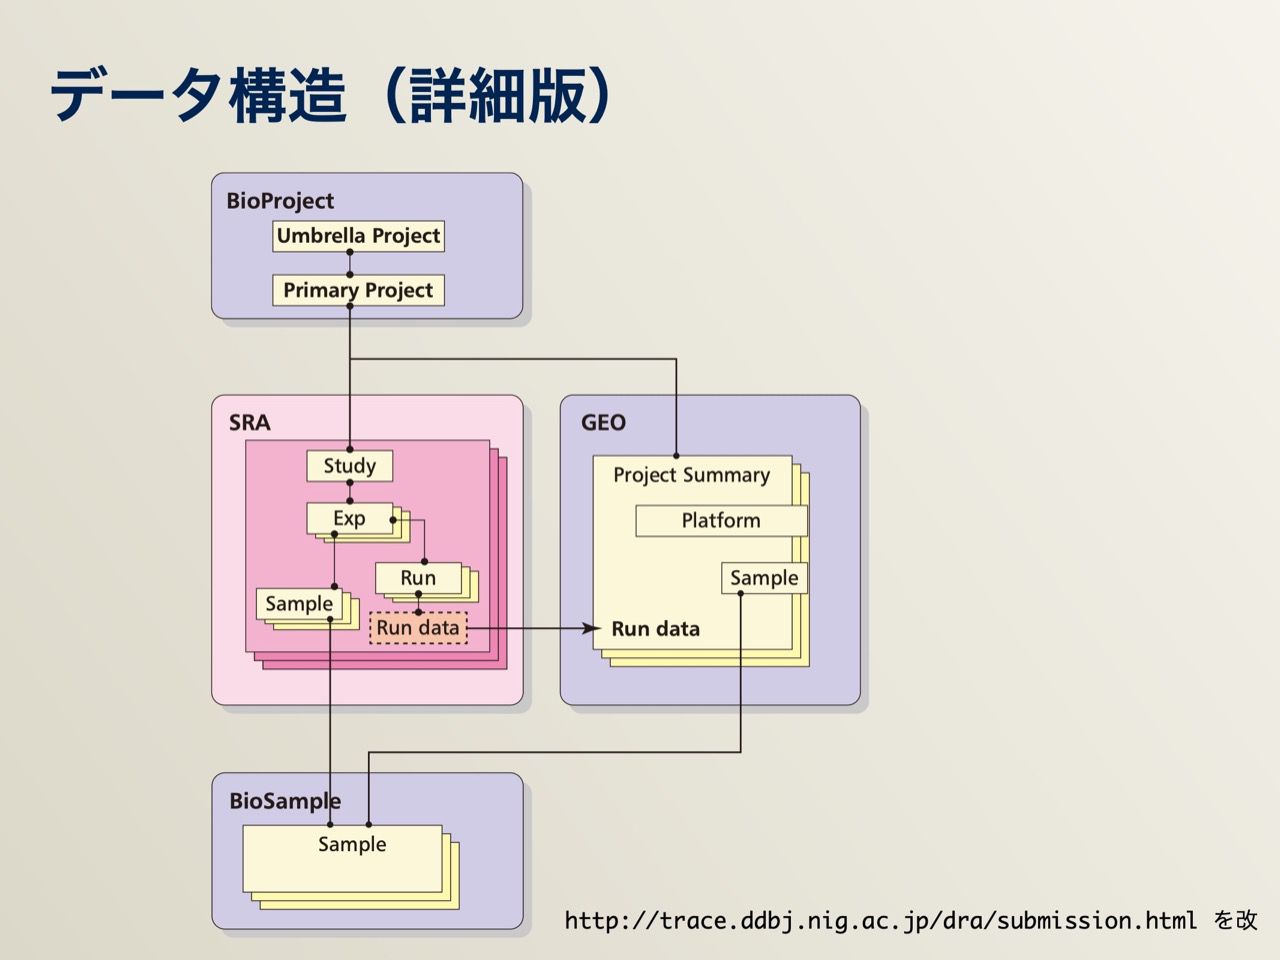 データ構造（詳細版）
BioProject
Umbrella Project
Primary Project
SRA
Study
Exp
Run
Sample
Run data
GEO
Project Summary
Platform
Sample
Run data
BioSample
Sample
http://trace.ddbj.nig.ac.jp/dra/submission.html を改